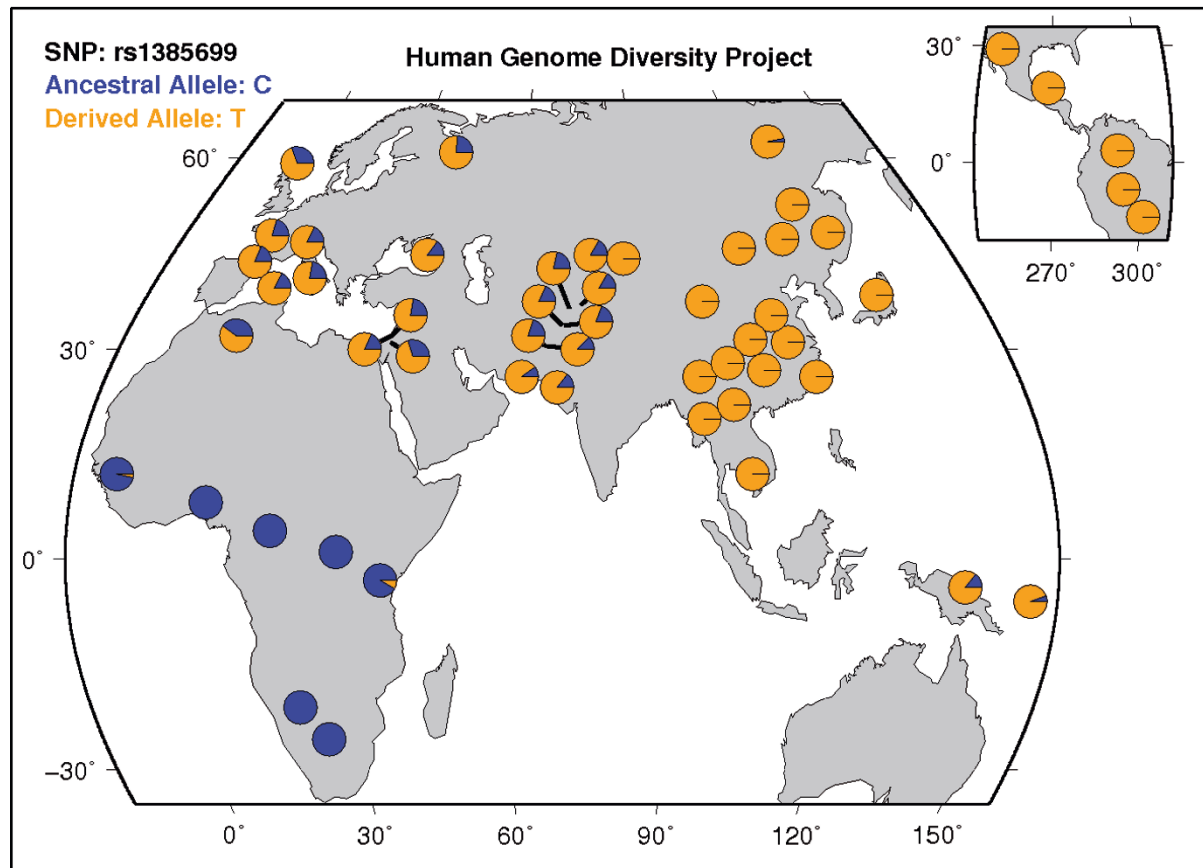 SNP: rs1385699
Ancestral Allele: C
Derived Allele: T
Human Genome Diversity Project
30˚
0˚
270˚ 300˚
60˚
30˚
0˚
−30˚
0˚ 30˚ 60˚ 90˚ 120˚ 150˚